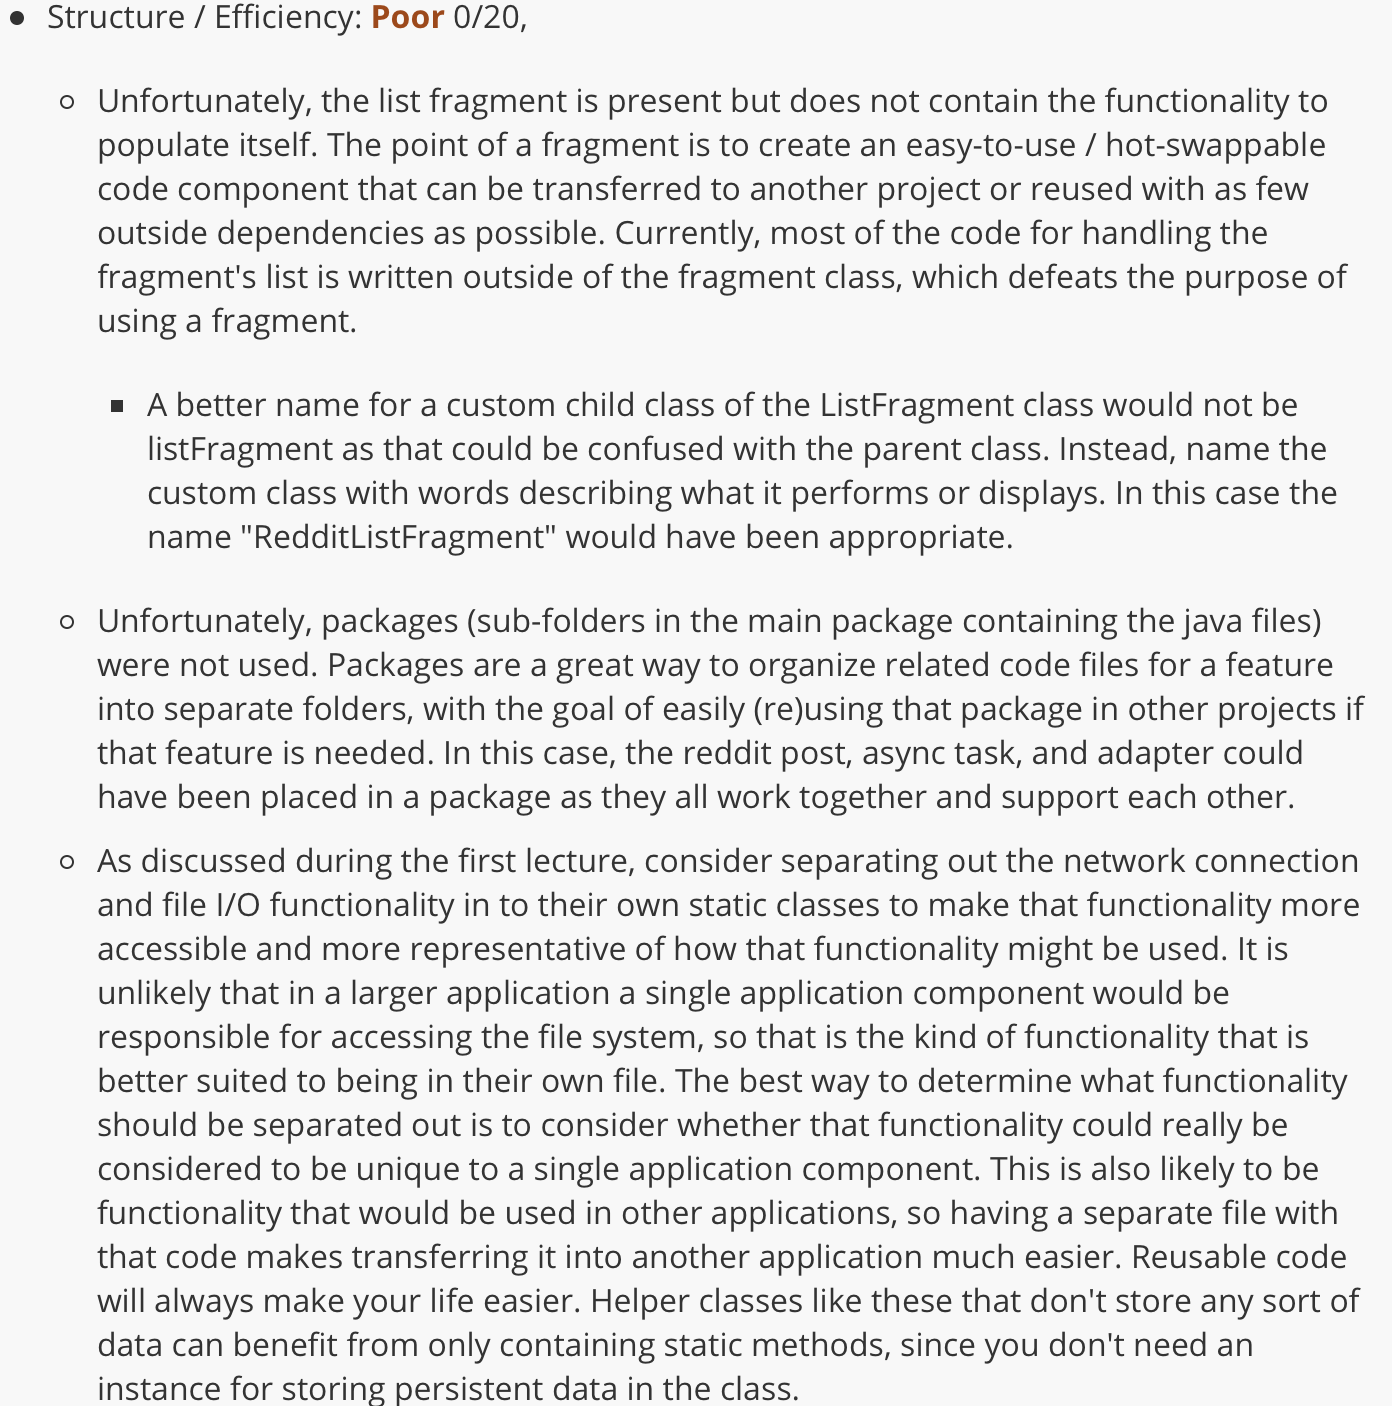 Structure / Efficiency: Poor 0/20,
Unfortunately, the list fragment is present but does not contain the functionality to
populate itself. The point of a fragment is to create an easy-to-use / hot-swappable
code component that can be transferred to another project or reused with as few
outside dependencies as possible. Currently, most of the code for handling the
fragment's list is written outside of the fragment class, which defeats the purpose of
using a fragment.
A better name for a custom child class of the ListFragment class would not be
listFragment as that could be confused with the parent class. Instead, name the
custom class with words describing what it performs or displays. In this case the
name "RedditListFragment" would have been appropriate.
Unfortunately, packages (sub-folders in the main package containing the java files)
were not used. Packages are a great way to organize related code files for a feature
into separate folders, with the goal of easily (re)using that package in other projects if
that feature is needed. In this case, the reddit post, async task, and adapter could
have been placed in a package as they all work together and support each other.
As discussed during the first lecture, consider separating out the network connection
and file I/O functionality in to their own static classes to make that functionality more
accessible and more representative of how that functionality might be used. It is
unlikely that in a larger application a single application component would be
responsible for accessing the file system, so that is the kind of functionality that is
better suited to being in their own file. The best way to determine what functionality
should be separated out is to consider whether that functionality could really be
considered to be unique to a single application component. This is also likely to be
functionality that would be used in other applications, so having a separate file with
that code makes transferring it into another application much easier. Reusable code
will always make your life easier. Helper classes like these that don't store any sort of
data can benefit from only containing static methods, since you don't need an
instance for storing persistent data in the class.